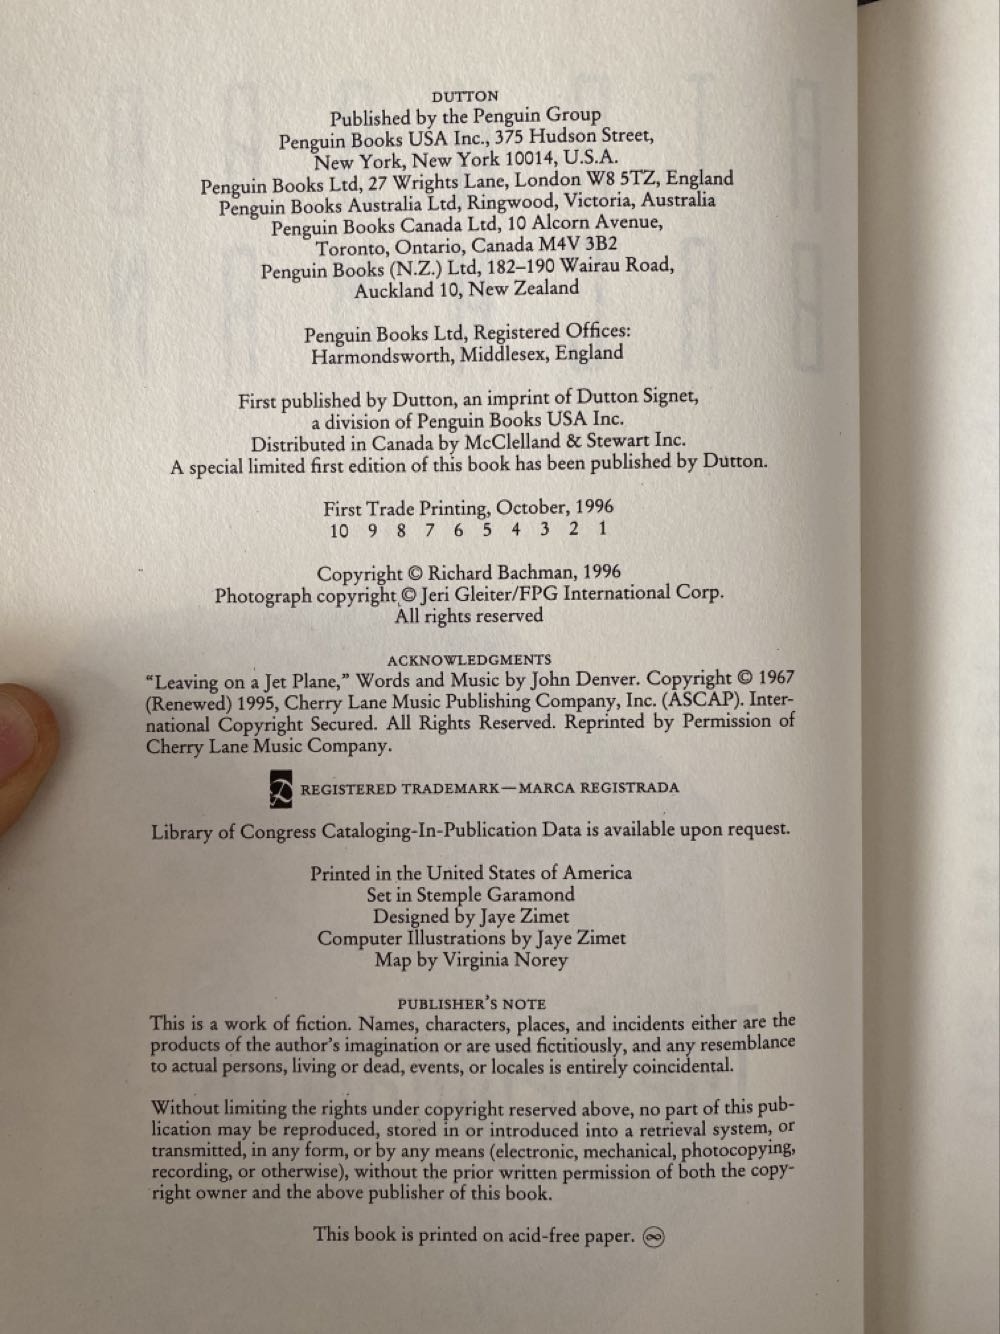 DUTTON
Published by the Penguin Group
Penguin Books USA Inc., 375 Hudson Street,
New York, New York 10014, U.S.A.
Penguin Books Ltd, 27 Wrights Lane, London W8 5TZ, England
Penguin Books Australia Ltd, Ringwood, Victoria, Australia
Penguin Books Canada Ltd, 10 Alcorn Avenue,
Toronto, Ontario, Canada M4V 3B2
Penguin Books (N.Z.) Ltd, 182–190 Wairau Road,
Auckland 10, New Zealand
Penguin Books Ltd, Registered Offices:
Harmondsworth, Middlesex, England
First published by Dutton, an imprint of Dutton Signet,
a division of Penguin Books USA Inc.
Distributed in Canada by McClelland & Stewart Inc.
A special limited first edition of this book has been published by Dutton.
First Trade Printing, October, 1996
10 9 8 7 6 5 4 3 2 1
Copyright © Richard Bachman, 1996
Photograph copyright © Jeri Gleiter/FPG International Corp.
All rights reserved
ACKNOWLEDGMENTS
“Leaving on a Jet Plane,” Words and Music by John Denver. Copyright © 1967
(Renewed) 1995, Cherry Lane Music Publishing Company, Inc. (ASCAP). Inter-
national Copyright Secured. All Rights Reserved. Reprinted by Permission of
Cherry Lane Music Company.
REGISTERED TRADEMARK—MARCA REGISTRADA
Library of Congress Cataloging-In-Publication Data is available upon request.
Printed in the United States of America
Set in Stemple Garamond
Designed by Jaye Zimet
Computer Illustrations by Jaye Zimet
Map by Virginia Norey
PUBLISHER’S NOTE
This is a work of fiction. Names, characters, places, and incidents either are the
products of the author’s imagination or are used fictitiously, and any resemblance
to actual persons, living or dead, events, or locales is entirely coincidental.
Without limiting the rights under copyright reserved above, no part of this pub-
lication may be reproduced, stored in or introduced into a retrieval system, or
transmitted, in any form, or by any means (electronic, mechanical, photocopying,
recording, or otherwise), without the prior written permission of both the copy-
right owner and the above publisher of this book.
This book is printed on acid-free paper. ♾